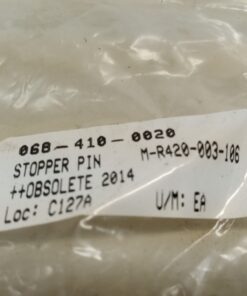 068-410-0020
STOPPER PIN M-R420-003-106
++OBSOLETE 2014
Loc: C127A U/M: EA